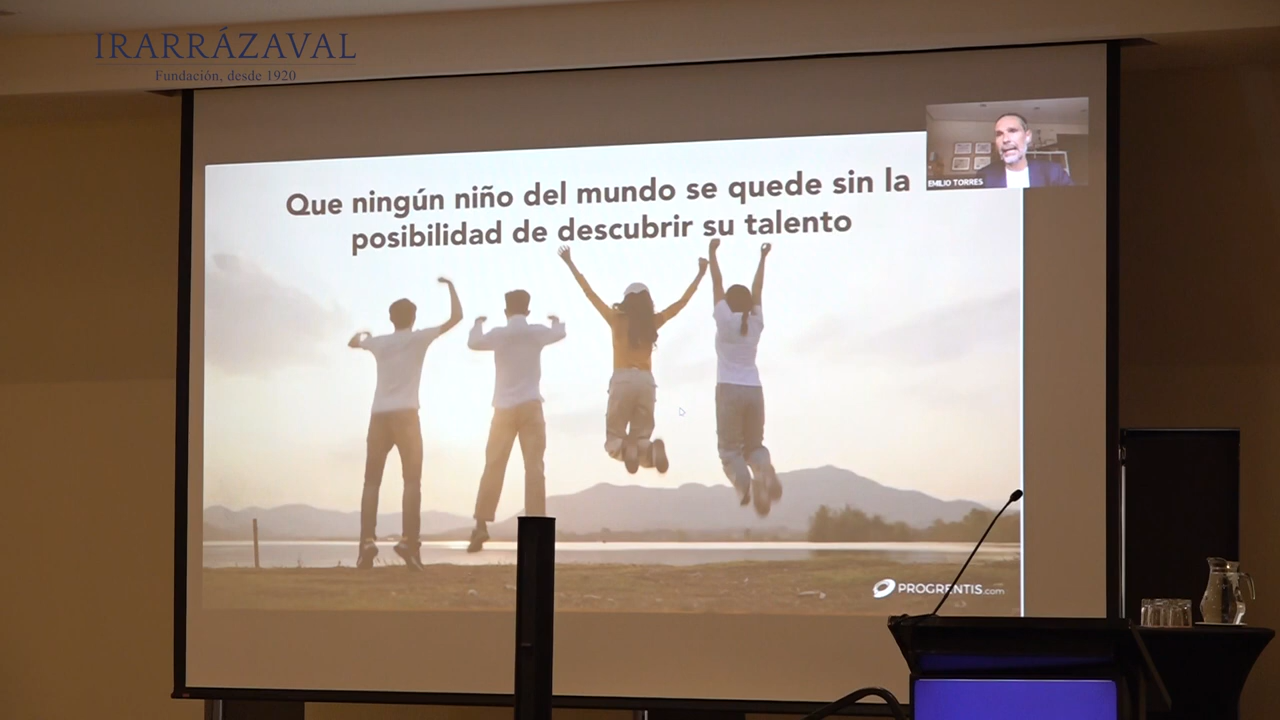 IRARRÁZAVAL
Fundación, desde 1920
EMILIO TORRES
Que ningún niño del mundo se quede sin la
posibilidad de descubrir su talento
PROGRENTIS.com